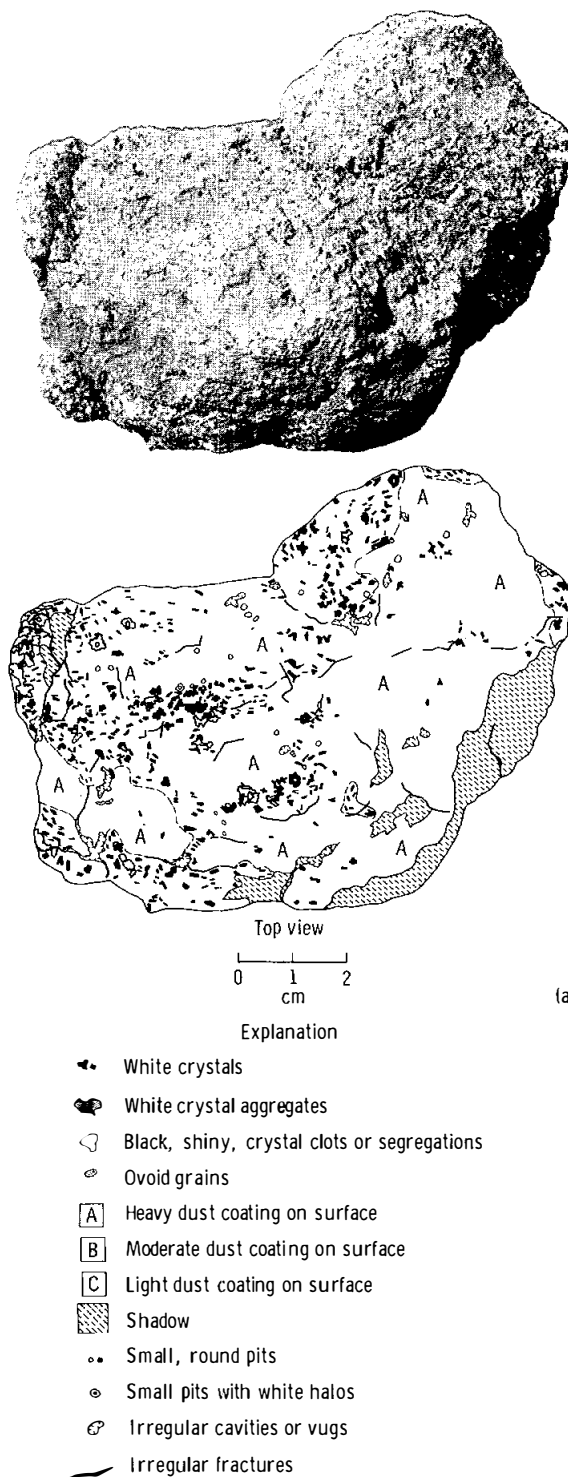 A
A
A
A
A
A
A
A
A
A
Top view
0 1 2
cm
(a
Explanation
White crystals
White crystal aggregates
Black, shiny, crystal clots or segregations
Ovoid grains
A Heavy dust coating on surface
B Moderate dust coating on surface
C Light dust coating on surface
Shadow
Small, round pits
Small pits with white halos
Irregular cavities or vugs
Irregular fractures